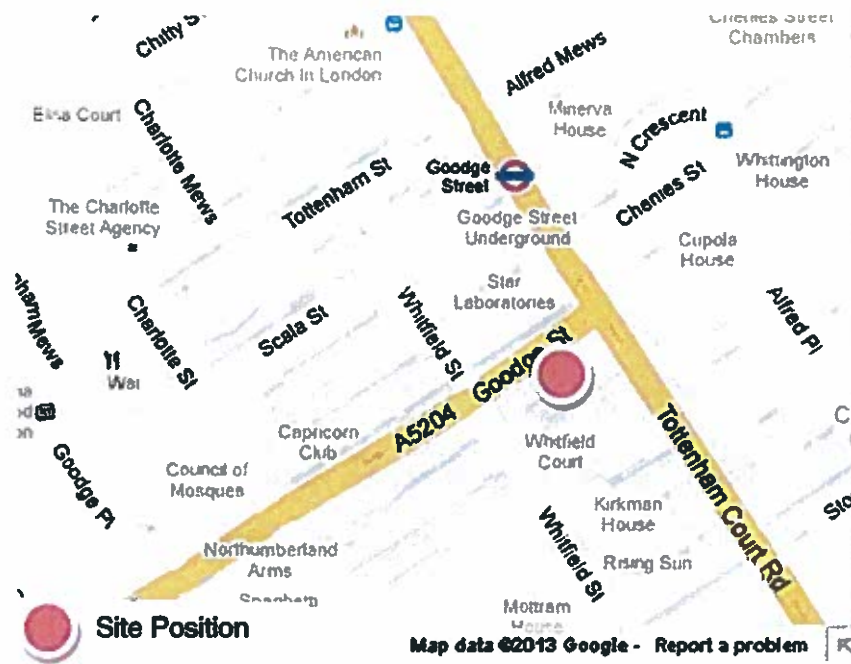 Chitty St
The American
Church In London
Alfred Mews
Chenies Street
Chambers
Elsa Court
Charlotte Mews
Minerva
House
N Crescent
Whittington
House
Tottenham St
Goodge
Street
Chenies St
The Charlotte
Street Agency
Goodge Street
Underground
Cupola
House
Star
Laboratories
Mews
Charlotte St
Scala St
Whitfield St
Alfred Pl
A5204 Goodge St
Goodge Pl
Capricorn
Club
Council of
Mosques
Whitfield
Court
Tottenham Court Rd
Kirkman
House
Northumberland
Arms
Whitfield St
Rising Sun
Mottram
House
Site Position
Map data ©2013 Google - Report a problem